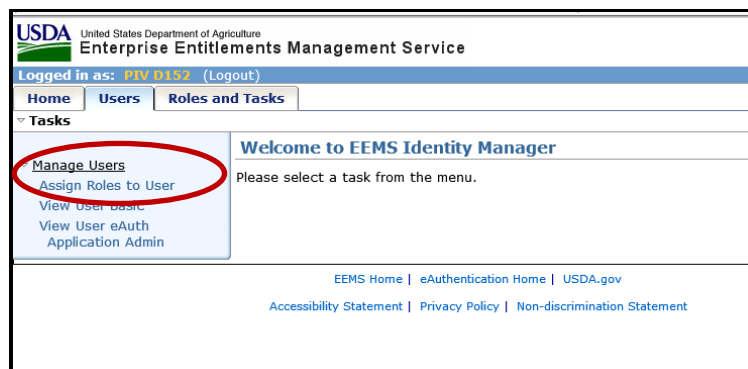 USDA United States Department of Agriculture
Enterprise Entitlements Management Service
Logged in as: PIV D152 (Logout)
Home Users Roles and Tasks
Tasks
Manage Users
Assign Roles to User
View User Basic
View User eAuth
Application Admin
Welcome to EEMS Identity Manager
Please select a task from the menu.
EEMS Home | eAuthentication Home | USDA.gov
Accessibility Statement | Privacy Policy | Non-discrimination Statement